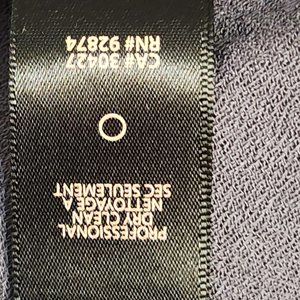 PROFESSIONAL
DRY CLEAN
NETTOYAGE A
SEC SEULEMENT
RN# 92874
CA# 30427